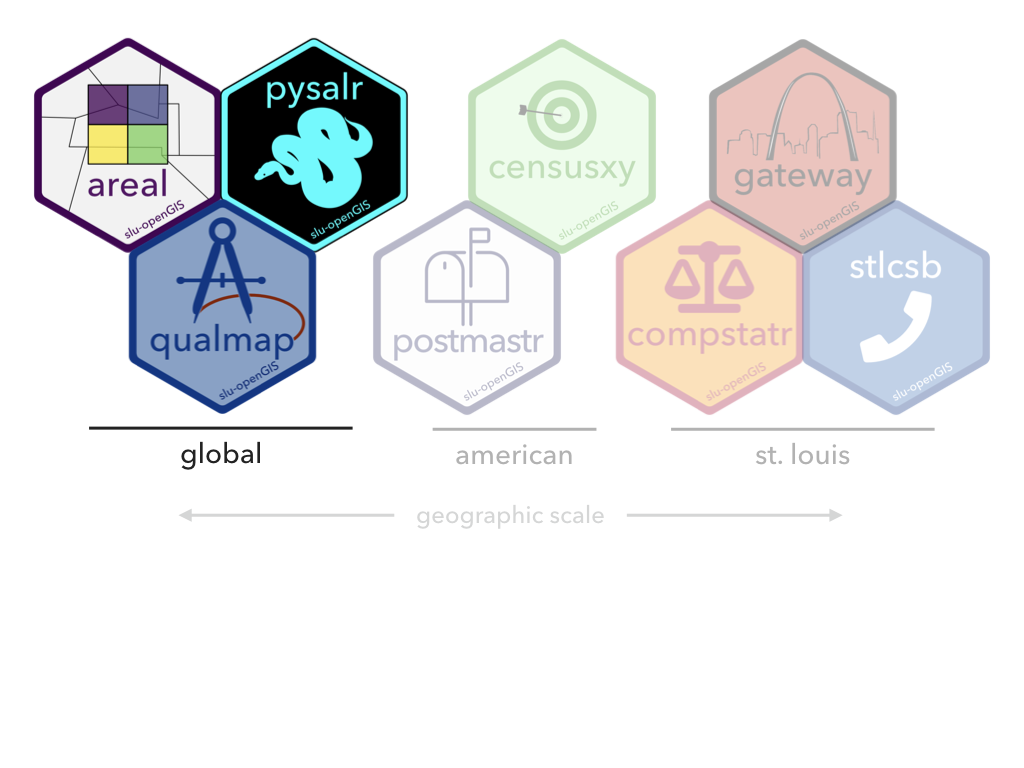 areal
slu-openGIS
pysalr
slu-openGIS
censusxy
slu-openGIS
gateway
slu-openGIS
qualmap
slu-openGIS
postmastr
slu-openGIS
compstatr
slu-openGIS
stlcsb
slu-openGIS
global
american
st. louis
geographic scale